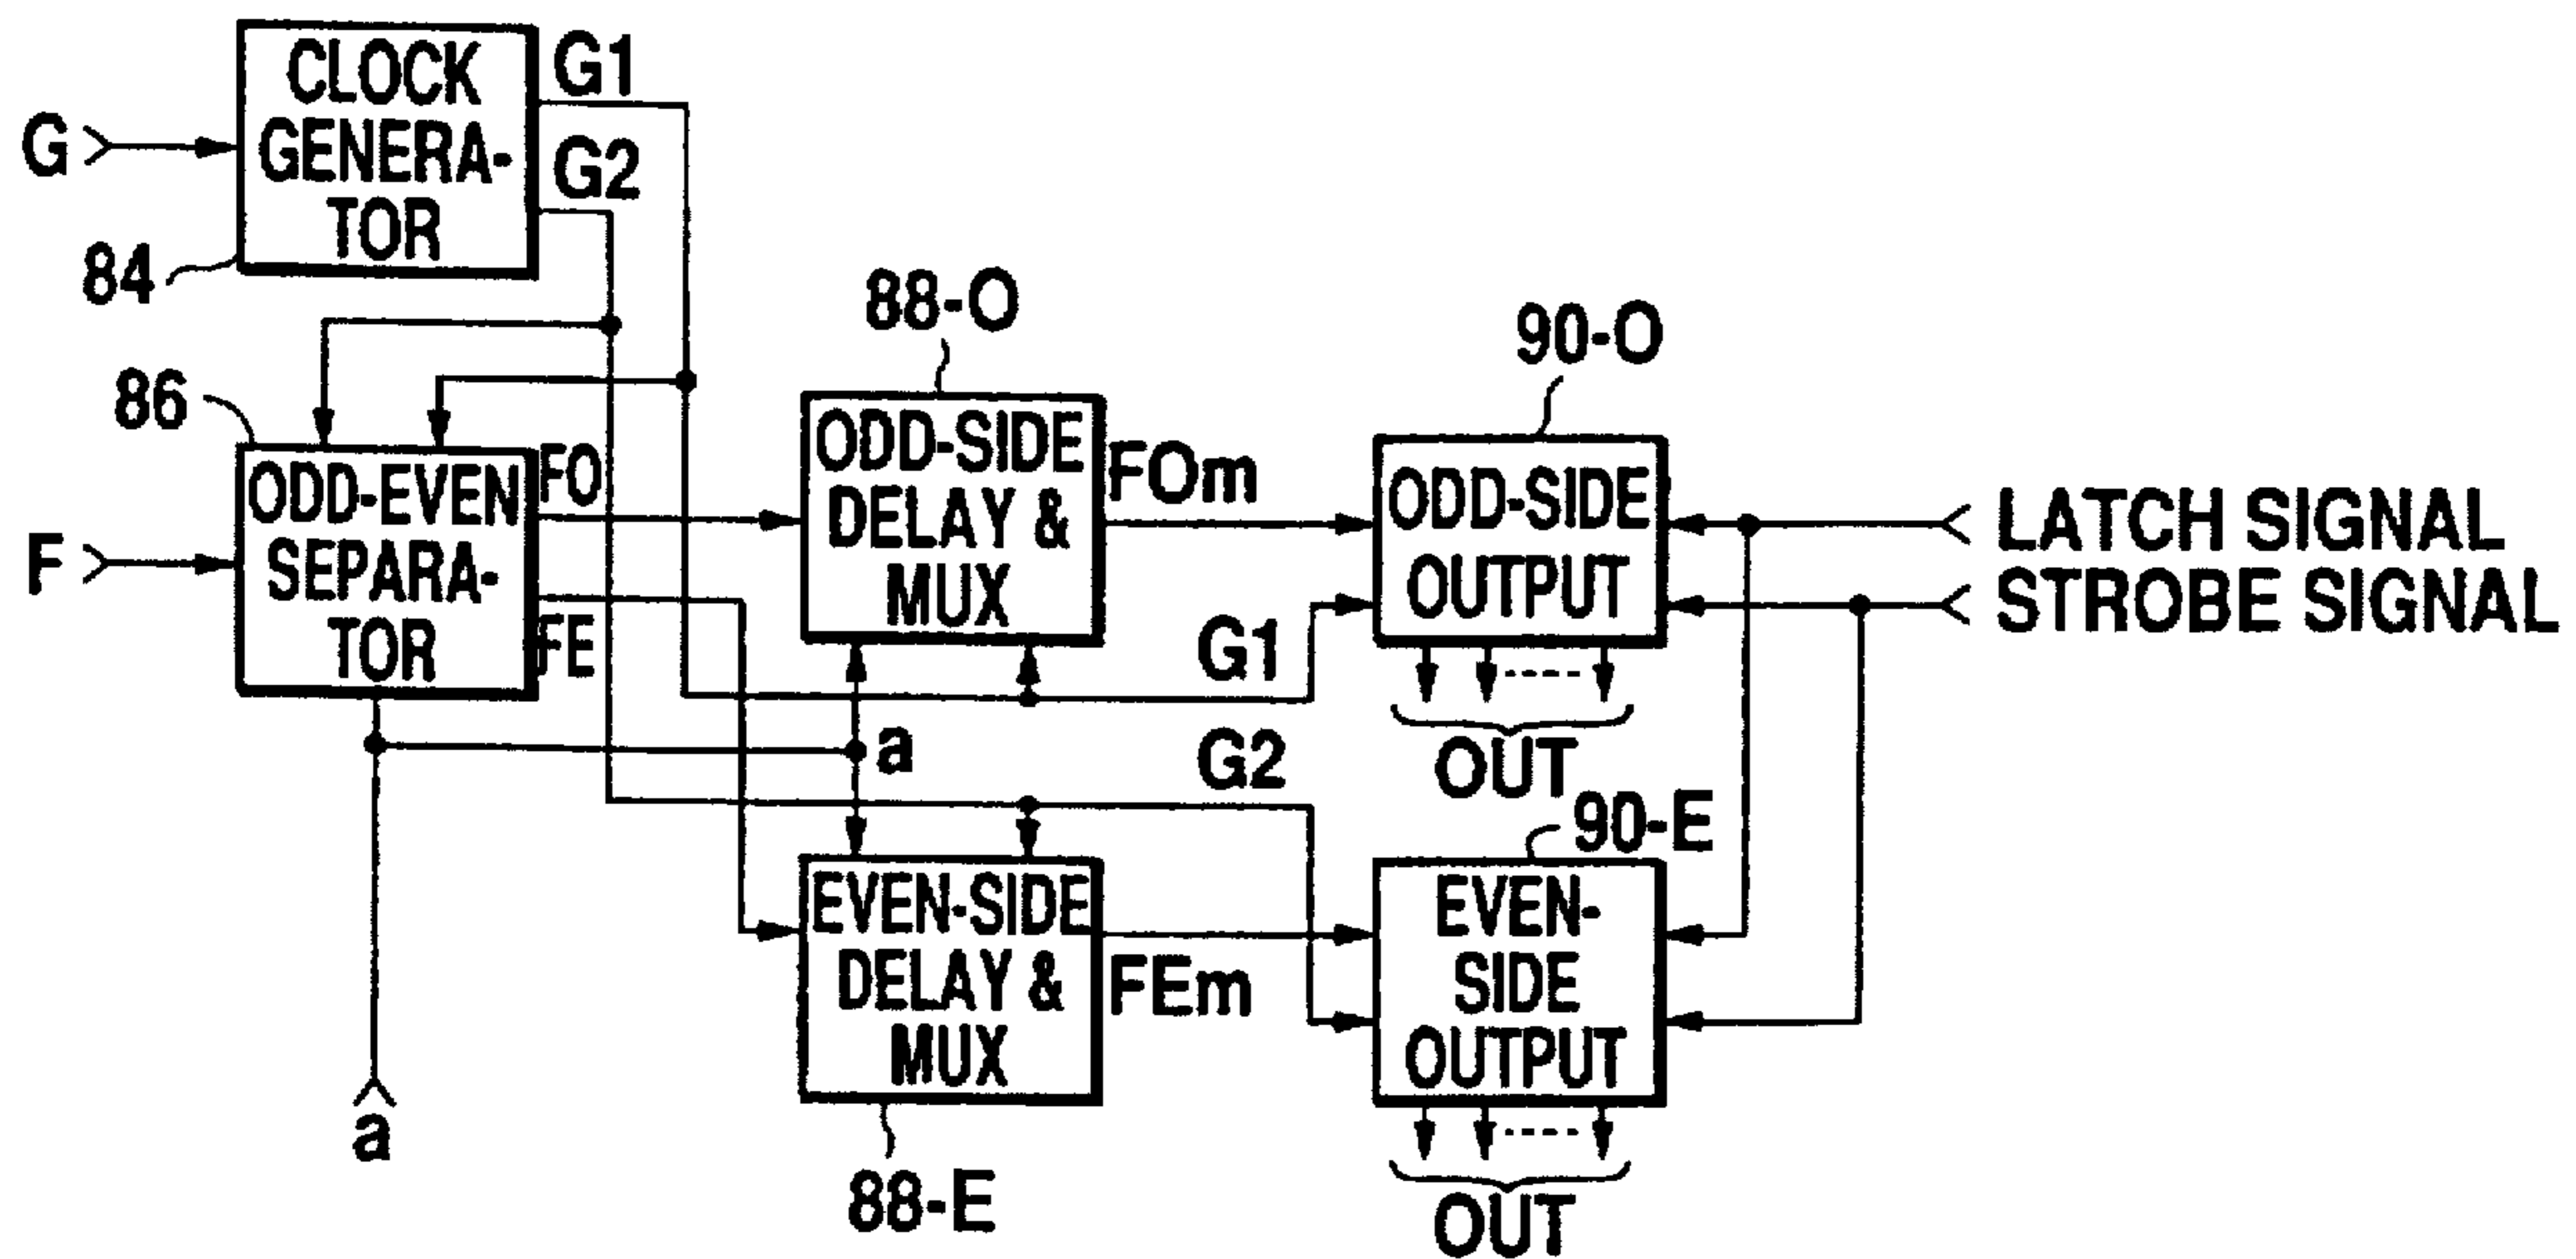 G
CLOCK
GENERA-
TOR
G1
G2
84
86
F
ODD-EVEN
SEPARA-
TOR
FO
FE
a
88-O
ODD-SIDE
DELAY &
MUX
FOm
G1
a
G2
EVEN-SIDE
DELAY &
MUX
FEm
88-E
90-O
ODD-SIDE
OUTPUT
OUT
90-E
EVEN-
SIDE
OUTPUT
OUT
LATCH SIGNAL
STROBE SIGNAL